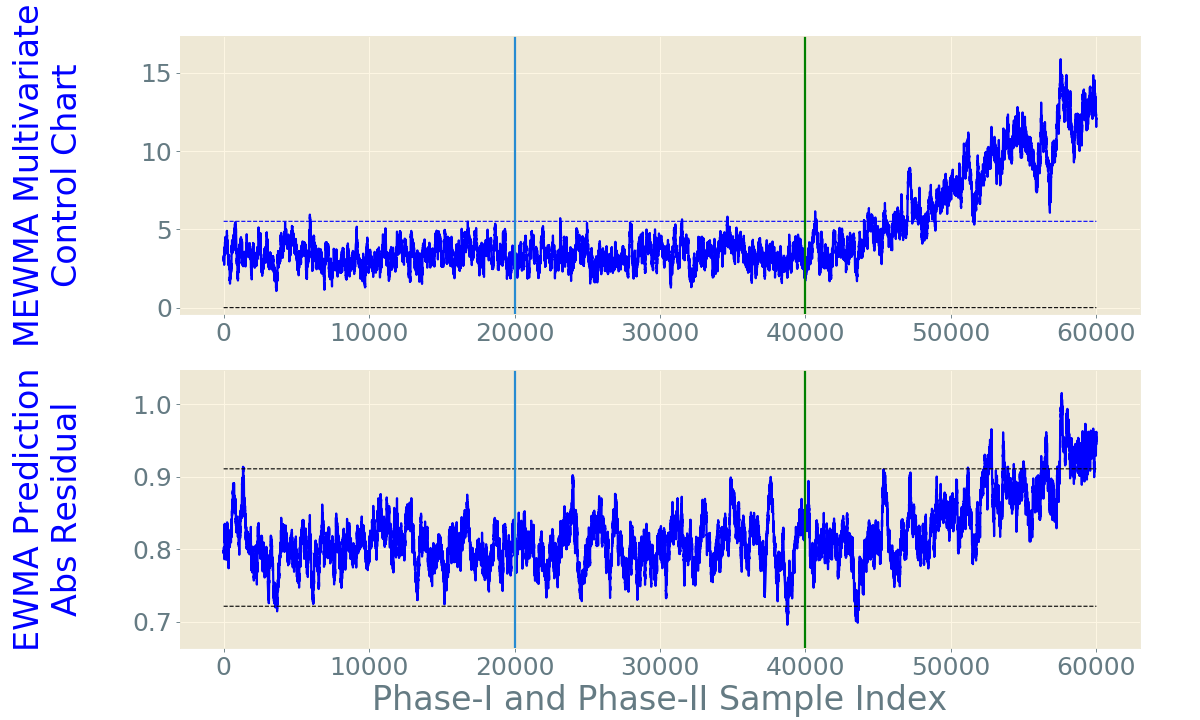 MEWMA Multivariate
Control Chart
15
10
5
0
0 10000 20000 30000 40000 50000 60000
EWMA Prediction
Abs Residual
1.0
0.9
0.8
0.7
0 10000 20000 30000 40000 50000 60000
Phase-I and Phase-II Sample Index